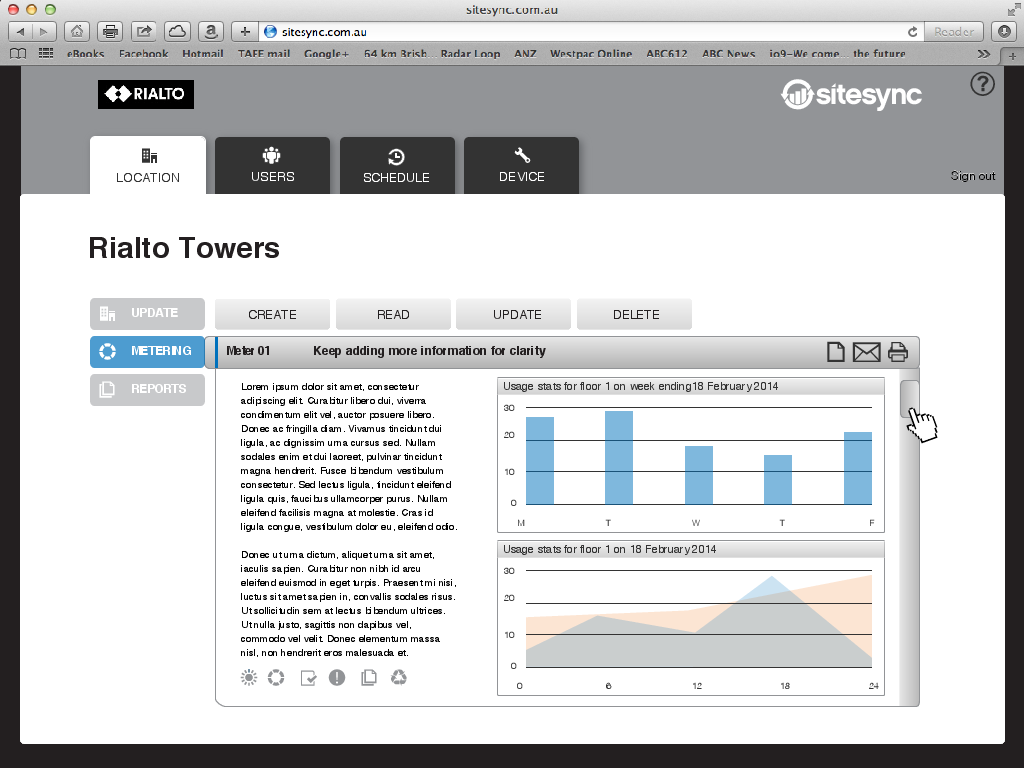 sitesync.com.au
sitesync.com.au
Reader
eBooks Facebook Hotmail TAFE mail Google+ 64 km Brisb... Radar Loop ANZ Westpac Online ABC612 ABC News io9-We come... the future
RIALTO
sitesync
?
LOCATION USERS SCHEDULE DEVICE
Sign out
Rialto Towers
UPDATE CREATE READ UPDATE DELETE
METERING Meter 01 Keep adding more information for clarity
REPORTS
Lorem ipsum dolor sit amet, consectetur
adipiscing elit. Curabitur libero dui, viverra
condimentum elit vel, auctor posuere libero.
Donec ac fringilla diam. Vivamus tincidunt dui
ligula, ac dignissim urna cursus sed. Nullam
sodales enim et dui laoreet, pulvinar tincidunt
magna hendrerit. Fusce bibendum vestibulum
consectetur. Sed lectus ligula, tincidunt eleifend
ligula quis, faucibus ullamcorper purus. Nullam
eleifend facilisis magna at molestie. Cras id
ligula congue, vestibulum dolor eu, eleifend odio.
Donec ut urna dictum, aliquet urna sit amet,
iaculis sapien. Curabitur non nibh id arcu
eleifend euismod in eget turpis. Praesent mi nisi,
luctus sit amet sapien in, convallis sodales risus.
Ut sollicitudin sem at lectus bibendum ultrices.
Ut nulla justo, sagittis non dapibus vel,
commodo vel velit. Donec elementum massa
nisl, non hendrerit eros malesuada et.
Usage stats for floor 1 on week ending 18 February 2014
30
20
10
0
M T W T F
Usage stats for floor 1 on 18 February 2014
30
20
10
0
0 6 12 18 24